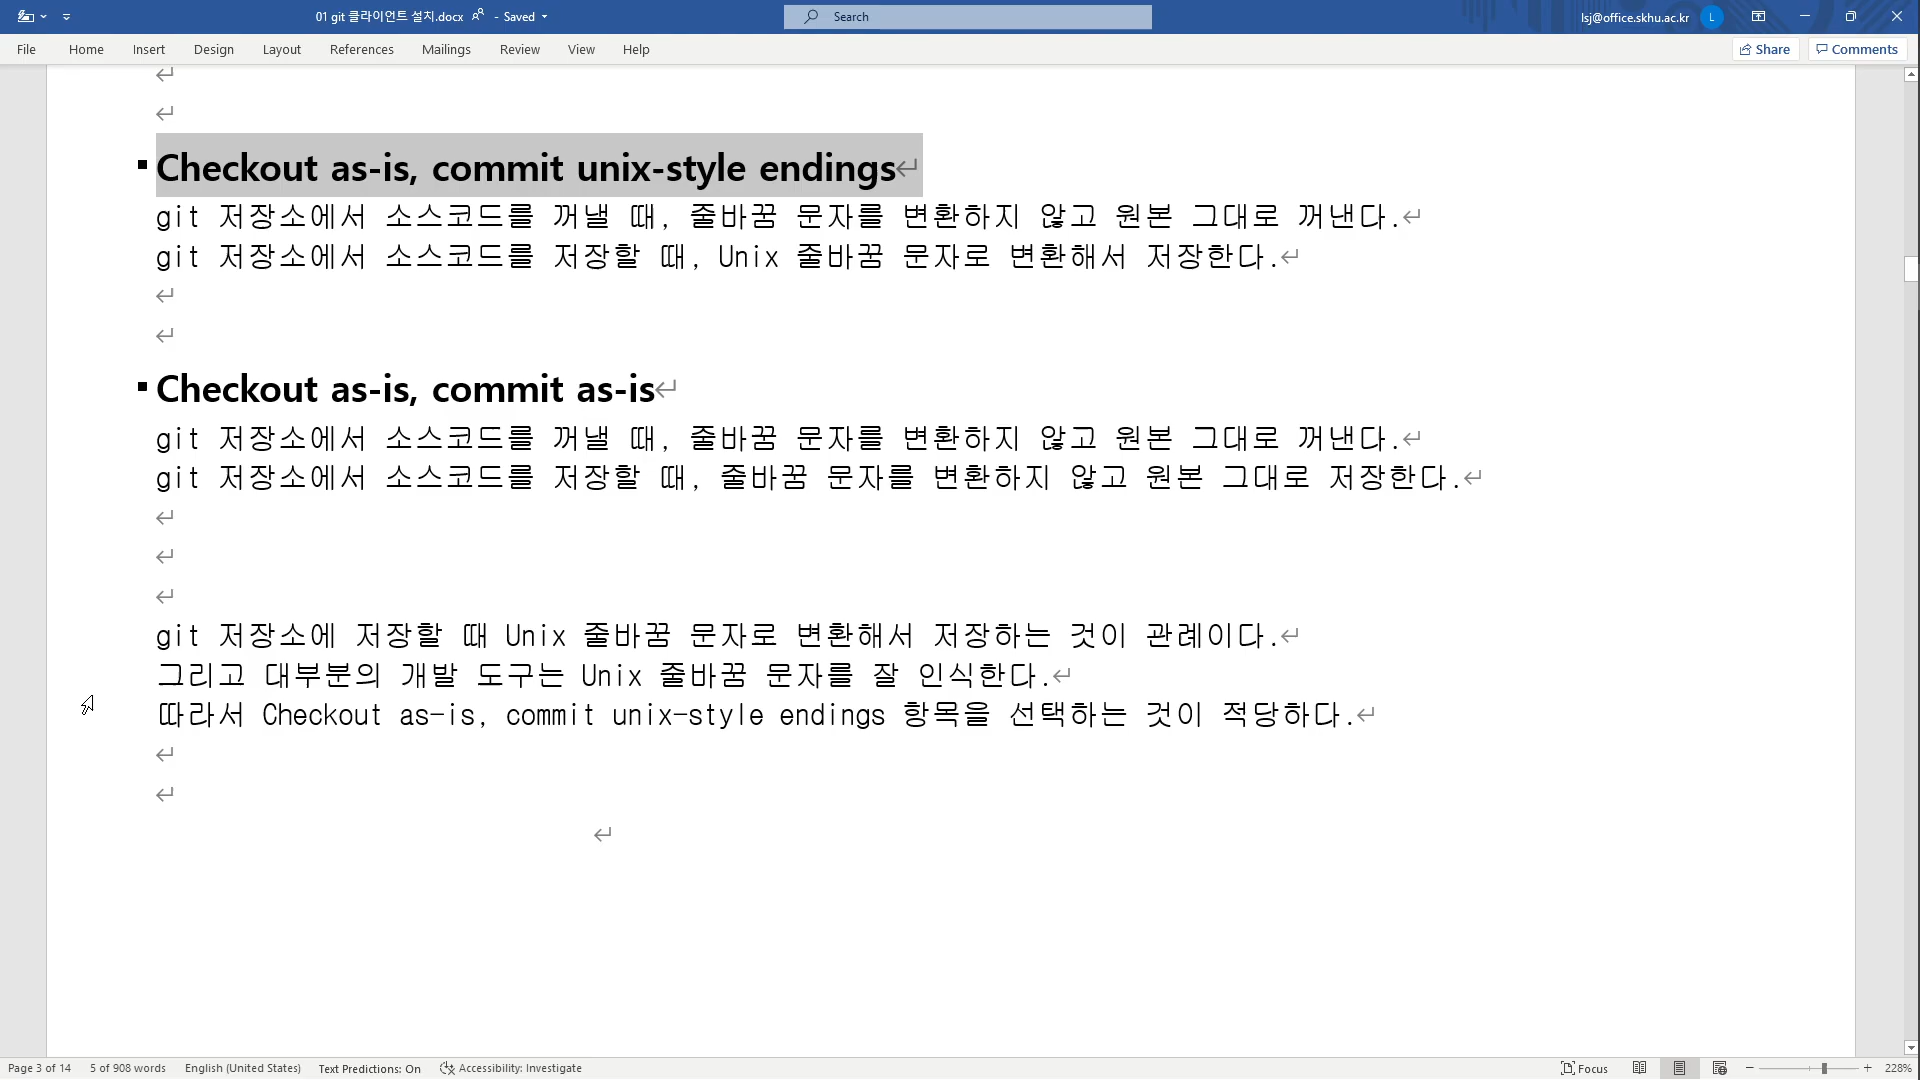 01 git 클라이언트 설치.docx - Saved
Search
lsj@office.skhu.ac.kr L
File Home Insert Design Layout References Mailings Review View Help Share Comments
▪ Checkout as-is, commit unix-style endings↵
git 저장소에서 소스코드를 꺼낼 때, 줄바꿈 문자를 변환하지 않고 원본 그대로 꺼낸다.↵
git 저장소에서 소스코드를 저장할 때, Unix 줄바꿈 문자로 변환해서 저장한다.↵
▪ Checkout as-is, commit as-is↵
git 저장소에서 소스코드를 꺼낼 때, 줄바꿈 문자를 변환하지 않고 원본 그대로 꺼낸다.↵
git 저장소에서 소스코드를 저장할 때, 줄바꿈 문자를 변환하지 않고 원본 그대로 저장한다.↵
git 저장소에 저장할 때 Unix 줄바꿈 문자로 변환해서 저장하는 것이 관례이다.↵
그리고 대부분의 개발 도구는 Unix 줄바꿈 문자를 잘 인식한다.↵
따라서 Checkout as-is, commit unix-style endings 항목을 선택하는 것이 적당하다.↵
Page 3 of 14 5 of 908 words English (United States) Text Predictions: On Accessibility: Investigate Focus 228%